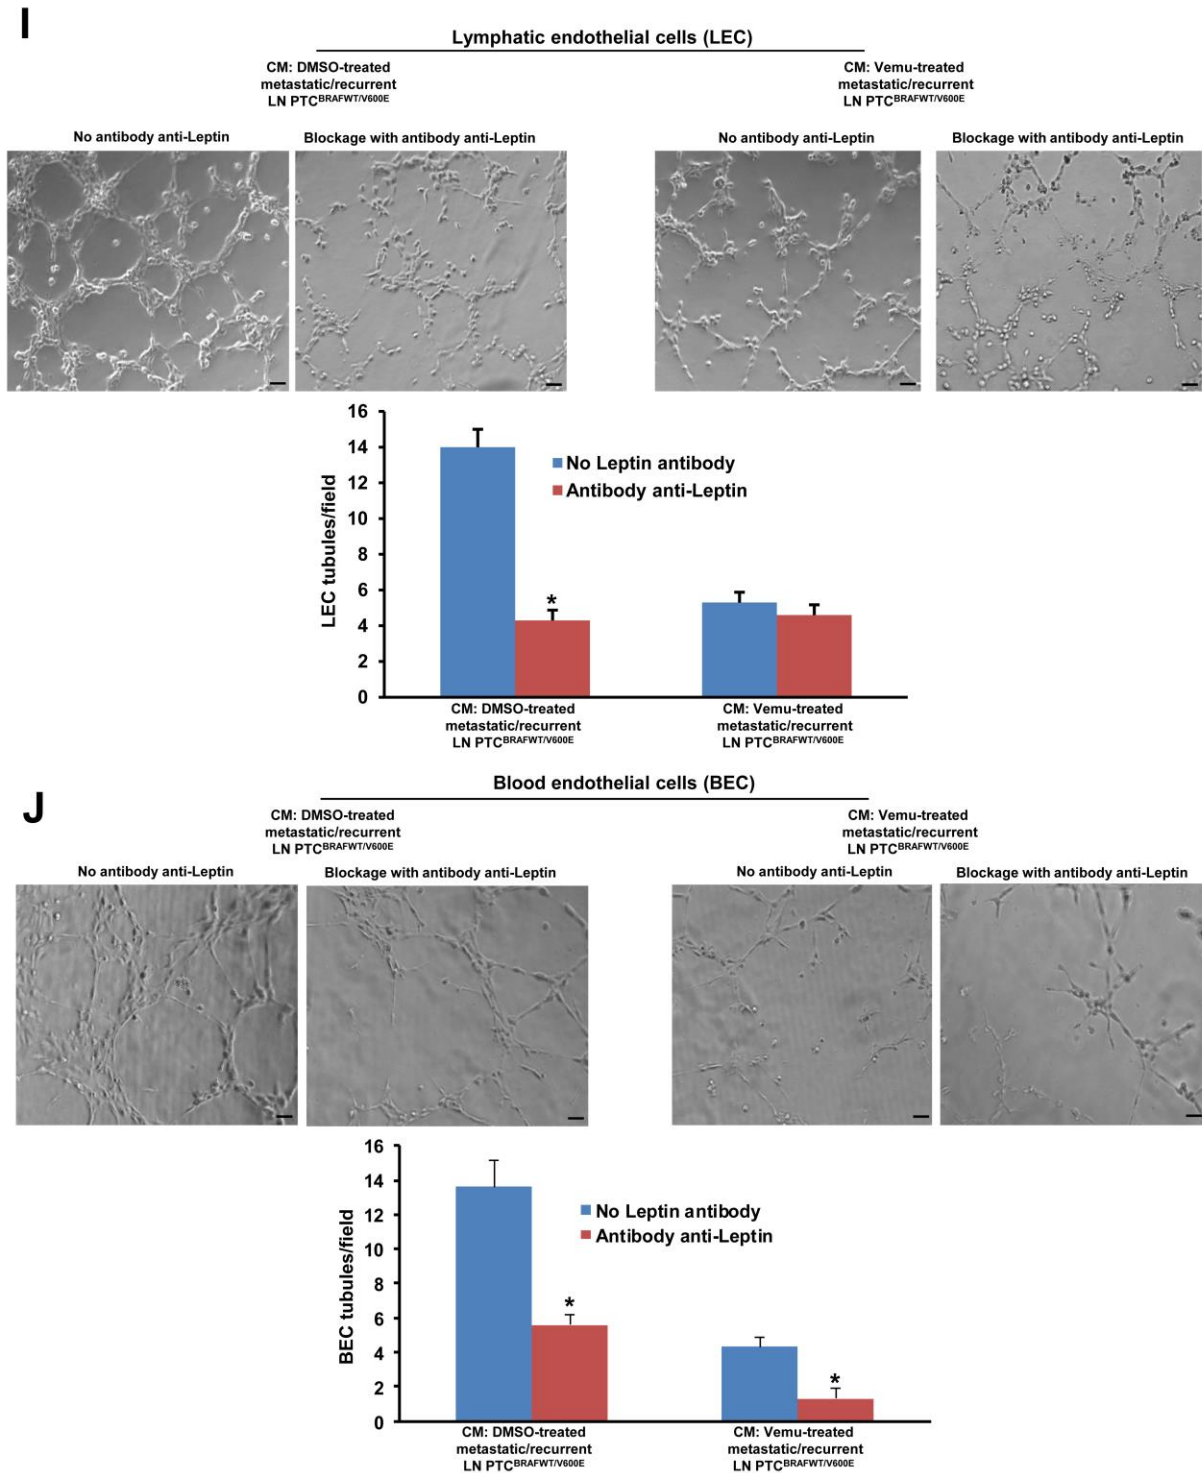 I
Lymphatic endothelial cells (LEC)
CM: DMSO-treated
metastatic/recurrent
LN PTCBRAFWT/V600E
CM: Vemu-treated
metastatic/recurrent
LN PTCBRAFWT/V600E
No antibody anti-Leptin
Blockage with antibody anti-Leptin
No antibody anti-Leptin
Blockage with antibody anti-Leptin
LEC tubules/field
16
14
12
10
8
6
4
2
0
No Leptin antibody
Antibody anti-Leptin
*
CM: DMSO-treated
metastatic/recurrent
LN PTCBRAFWT/V600E
CM: Vemu-treated
metastatic/recurrent
LN PTCBRAFWT/V600E
J
Blood endothelial cells (BEC)
CM: DMSO-treated
metastatic/recurrent
LN PTCBRAFWT/V600E
CM: Vemu-treated
metastatic/recurrent
LN PTCBRAFWT/V600E
No antibody anti-Leptin
Blockage with antibody anti-Leptin
No antibody anti-Leptin
Blockage with antibody anti-Leptin
BEC tubules/field
16
14
12
10
8
6
4
2
0
No Leptin antibody
Antibody anti-Leptin
*
*
CM: DMSO-treated
metastatic/recurrent
LN PTCBRAFWT/V600E
CM: Vemu-treated
metastatic/recurrent
LN PTCBRAFWT/V600E